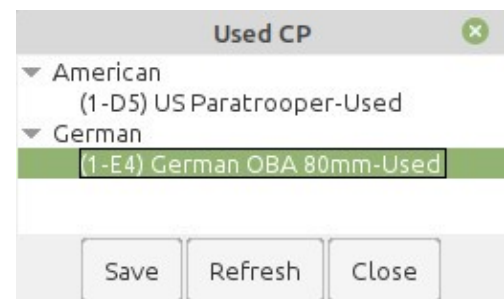 Used CP
American
(1-D5) US Paratrooper-Used
German
(1-E4) German OBA 80mm-Used
Save Refresh Close